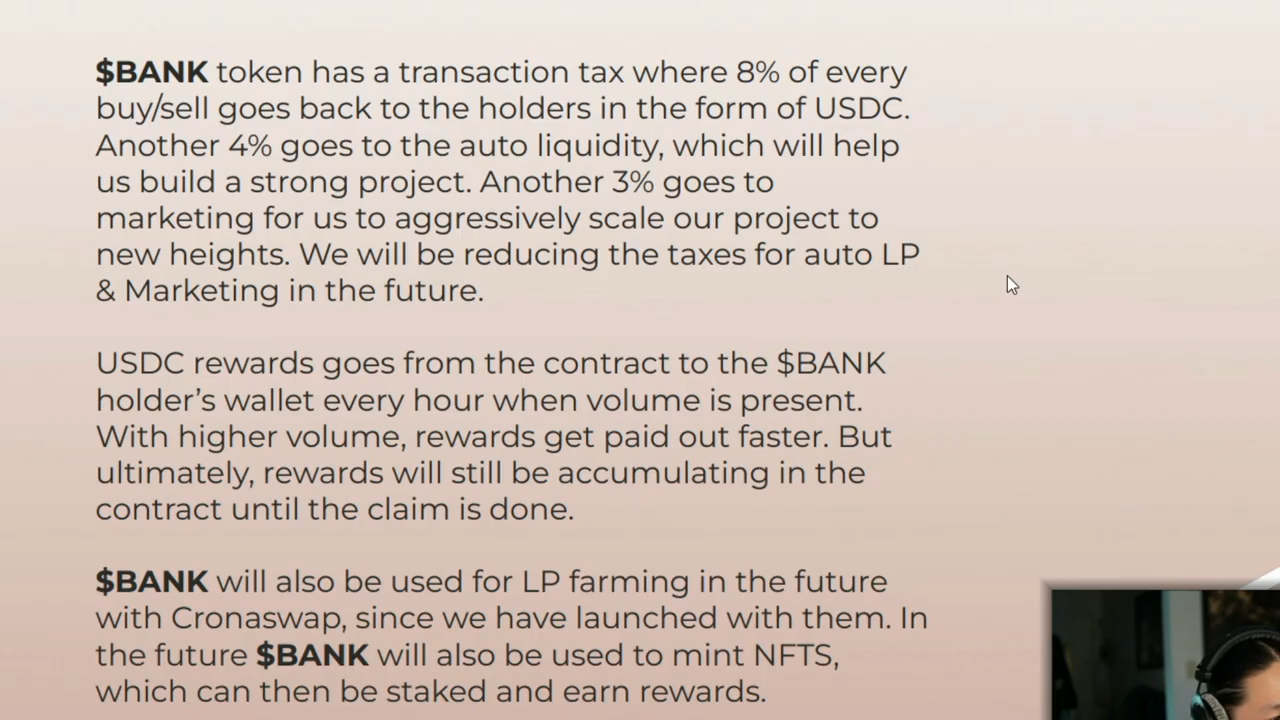 $BANK token has a transaction tax where 8% of every
buy/sell goes back to the holders in the form of USDC.
Another 4% goes to the auto liquidity, which will help
us build a strong project. Another 3% goes to
marketing for us to aggressively scale our project to
new heights. We will be reducing the taxes for auto LP
& Marketing in the future.
USDC rewards goes from the contract to the $BANK
holder’s wallet every hour when volume is present.
With higher volume, rewards get paid out faster. But
ultimately, rewards will still be accumulating in the
contract until the claim is done.
$BANK will also be used for LP farming in the future
with Cronaswap, since we have launched with them. In
the future $BANK will also be used to mint NFTS,
which can then be staked and earn rewards.